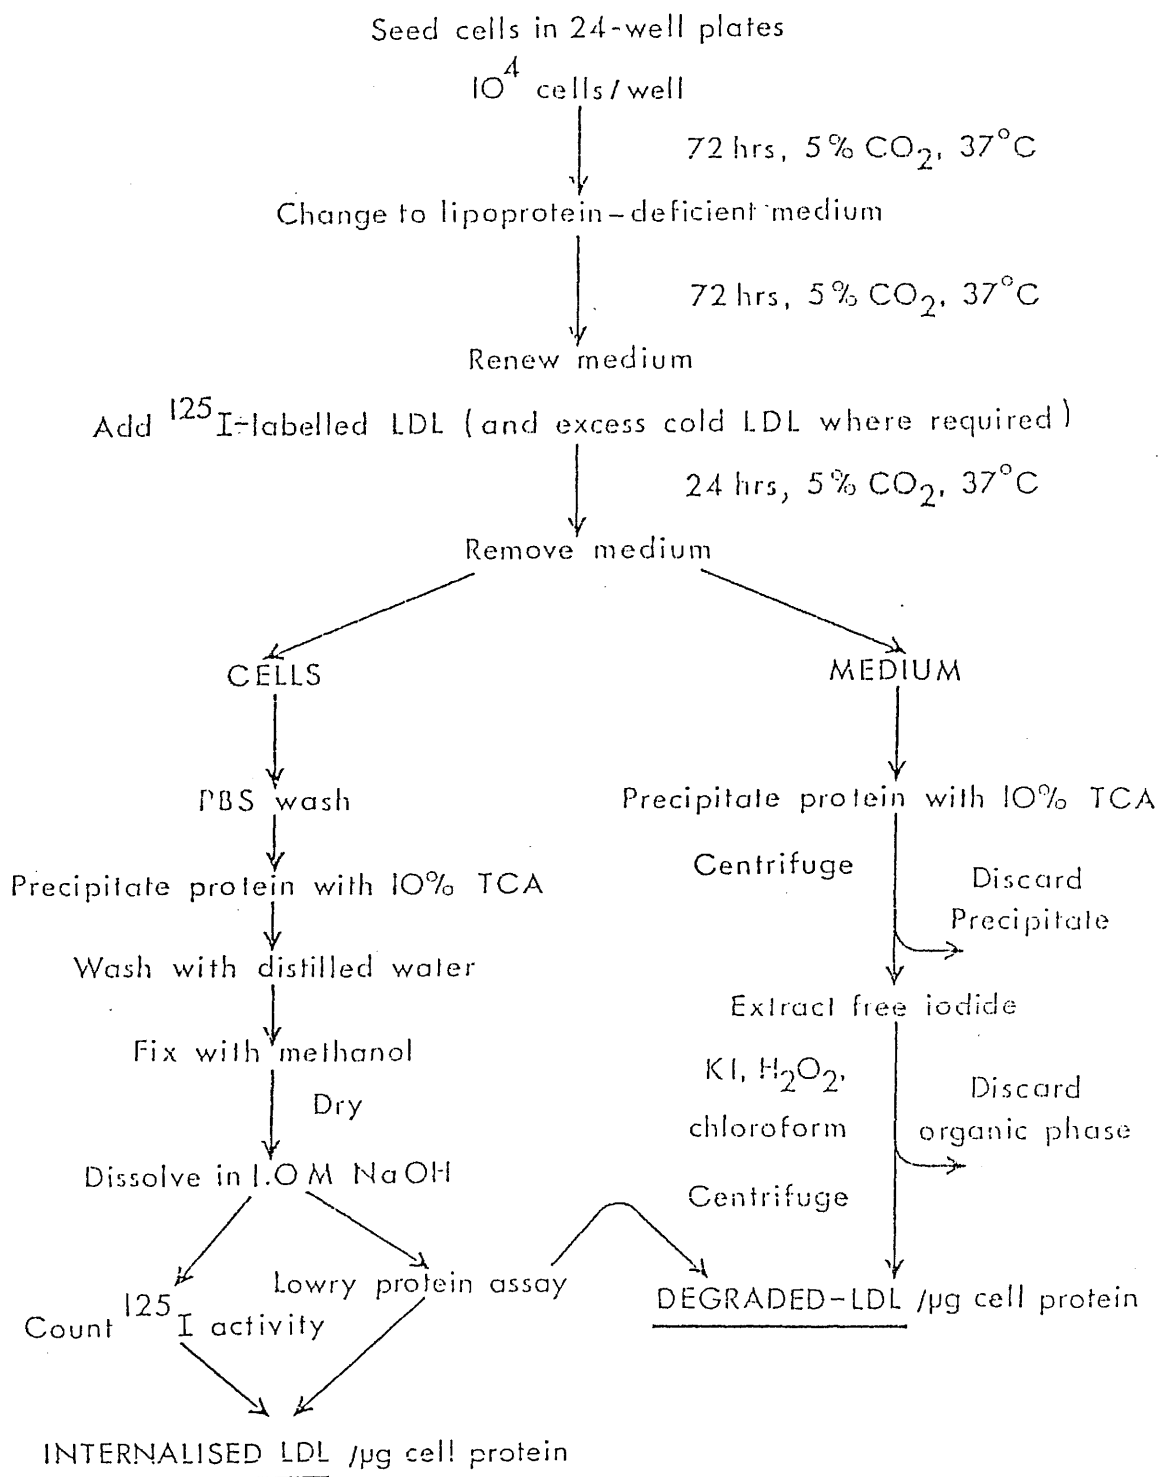 Seed cells in 24-well plates
10⁴ cells/well
72 hrs, 5% CO₂, 37°C
Change to lipoprotein-deficient medium
72 hrs, 5% CO₂, 37°C
Renew medium
Add ¹²⁵I-labelled LDL (and excess cold LDL where required)
24 hrs, 5% CO₂, 37°C
Remove medium
CELLS
PBS wash
Precipitate protein with 10% TCA
Wash with distilled water
Fix with methanol
Dry
Dissolve in 1.0 M NaOH
Lowry protein assay
Count ¹²⁵I activity
INTERNALISED LDL /µg cell protein
MEDIUM
Precipitate protein with 10% TCA
Centrifuge
Discard
Precipitate
Extract free iodide
KI, H₂O₂,
chloroform
Discard
organic phase
Centrifuge
DEGRADED-LDL /µg cell protein